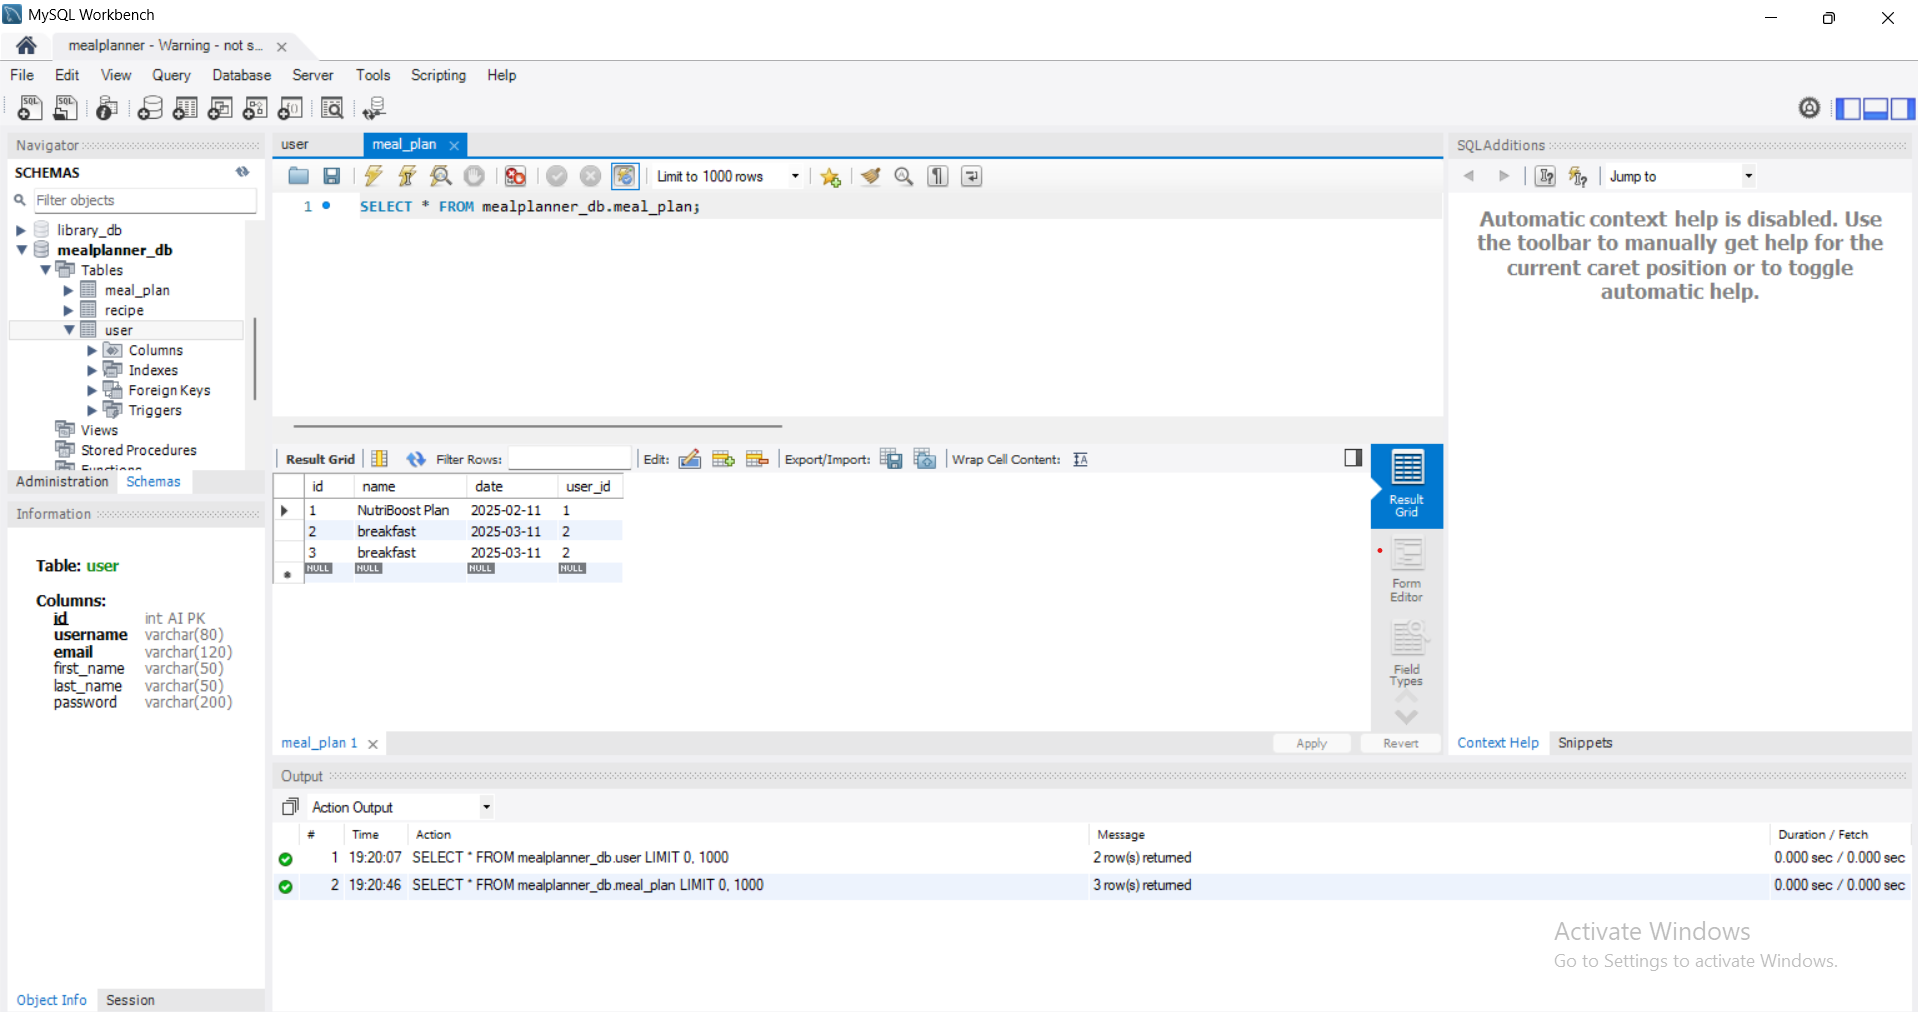 MySQL Workbench
mealplanner - Warning - not s...
File Edit View Query Database Server Tools Scripting Help
Navigator
SCHEMAS
Filter objects
library_db
mealplanner_db
Tables
meal_plan
recipe
user
Columns
Indexes
Foreign Keys
Triggers
Views
Stored Procedures
Functions
Administration Schemas
Information
Table: user
Columns:
id int AI PK
username varchar(80)
email varchar(120)
first_name varchar(50)
last_name varchar(50)
password varchar(200)
Object Info Session
user meal_plan
Limit to 1000 rows
1 SELECT * FROM mealplanner_db.meal_plan;
Result Grid Filter Rows: Edit: Export/Import: Wrap Cell Content:
id name date user_id
1 NutriBoost Plan 2025-02-11 1
2 breakfast 2025-03-11 2
3 breakfast 2025-03-11 2
NULL NULL NULL NULL
Result
Grid
Form
Editor
Field
Types
meal_plan 1
Apply Revert
SQLAdditions
Jump to
Automatic context help is disabled. Use
the toolbar to manually get help for the
current caret position or to toggle
automatic help.
Context Help Snippets
Output
Action Output
# Time Action Message Duration / Fetch
1 19:20:07 SELECT * FROM mealplanner_db.user LIMIT 0, 1000 2 row(s) returned 0.000 sec / 0.000 sec
2 19:20:46 SELECT * FROM mealplanner_db.meal_plan LIMIT 0, 1000 3 row(s) returned 0.000 sec / 0.000 sec
Activate Windows
Go to Settings to activate Windows.